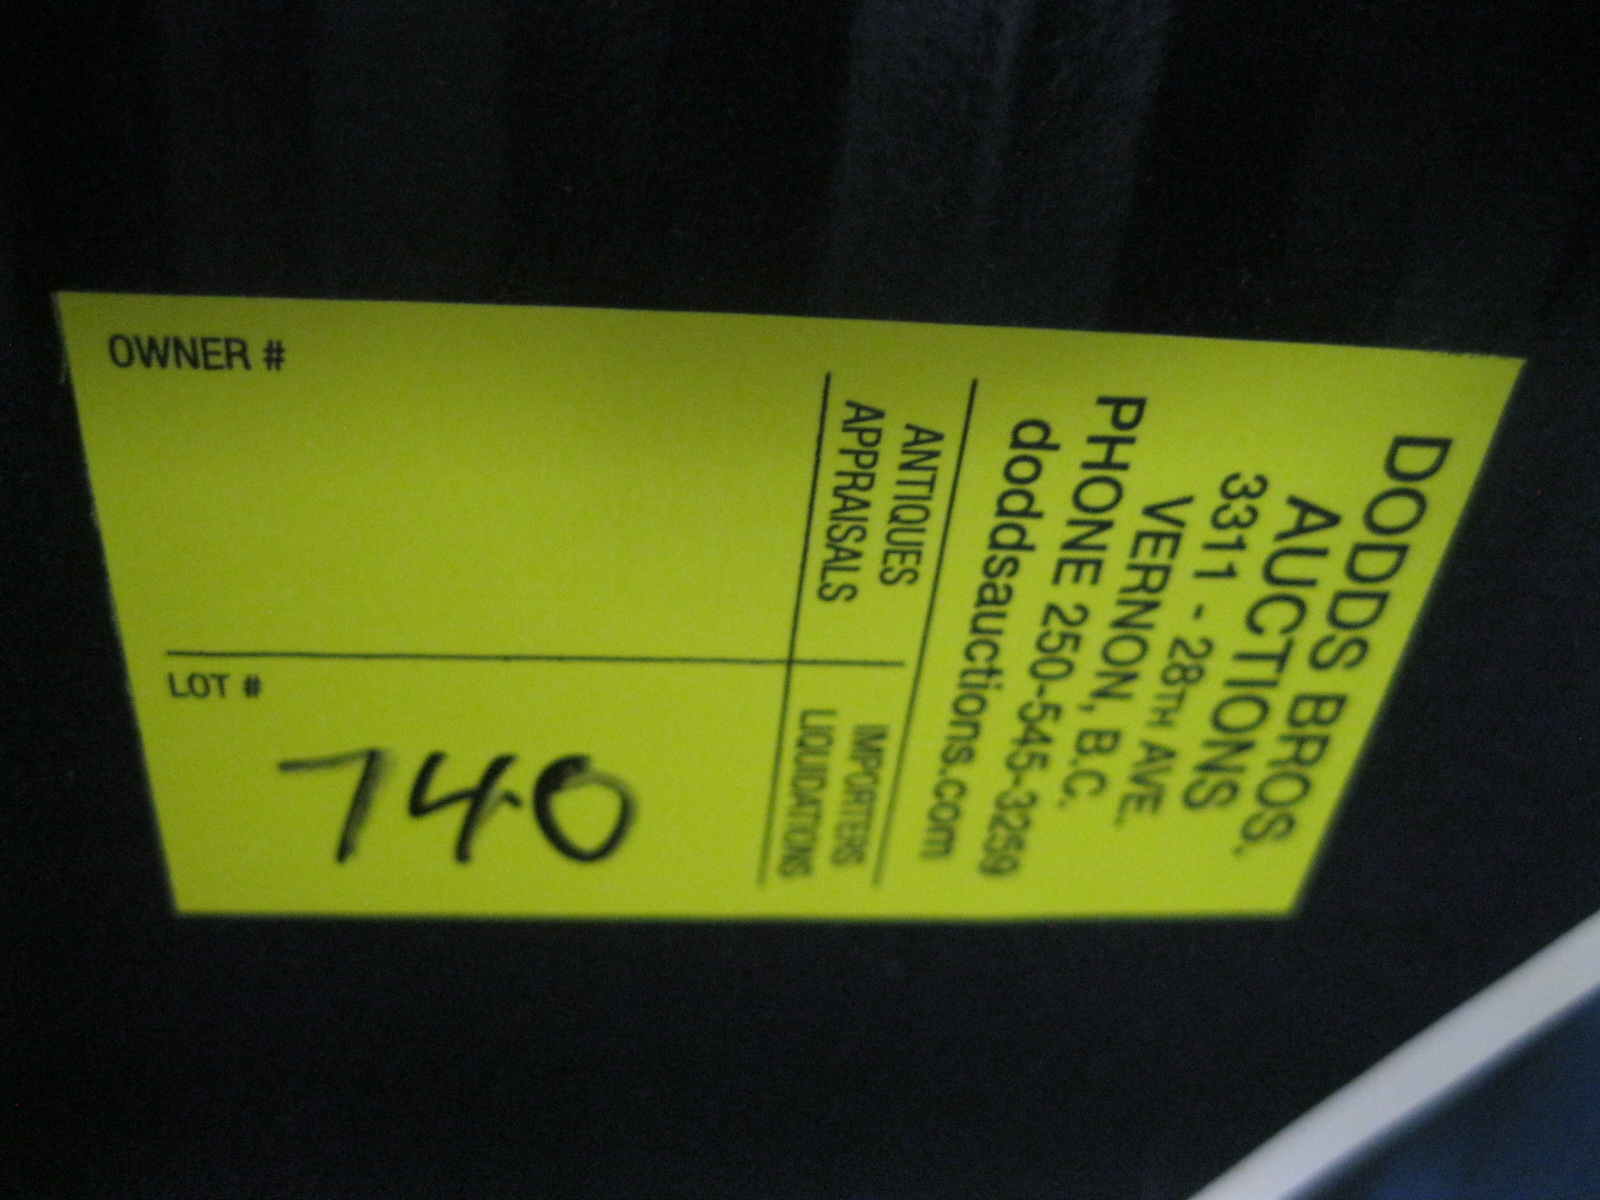 DODDS BROS.
AUCTIONS
3311 - 28TH AVE.
VERNON, B.C.
PHONE 250-545-3259
doddsauctions.com
ANTIQUES
APPRAISALS
IMPORTERS
LIQUIDATIONS
OWNER #
LOT #
740